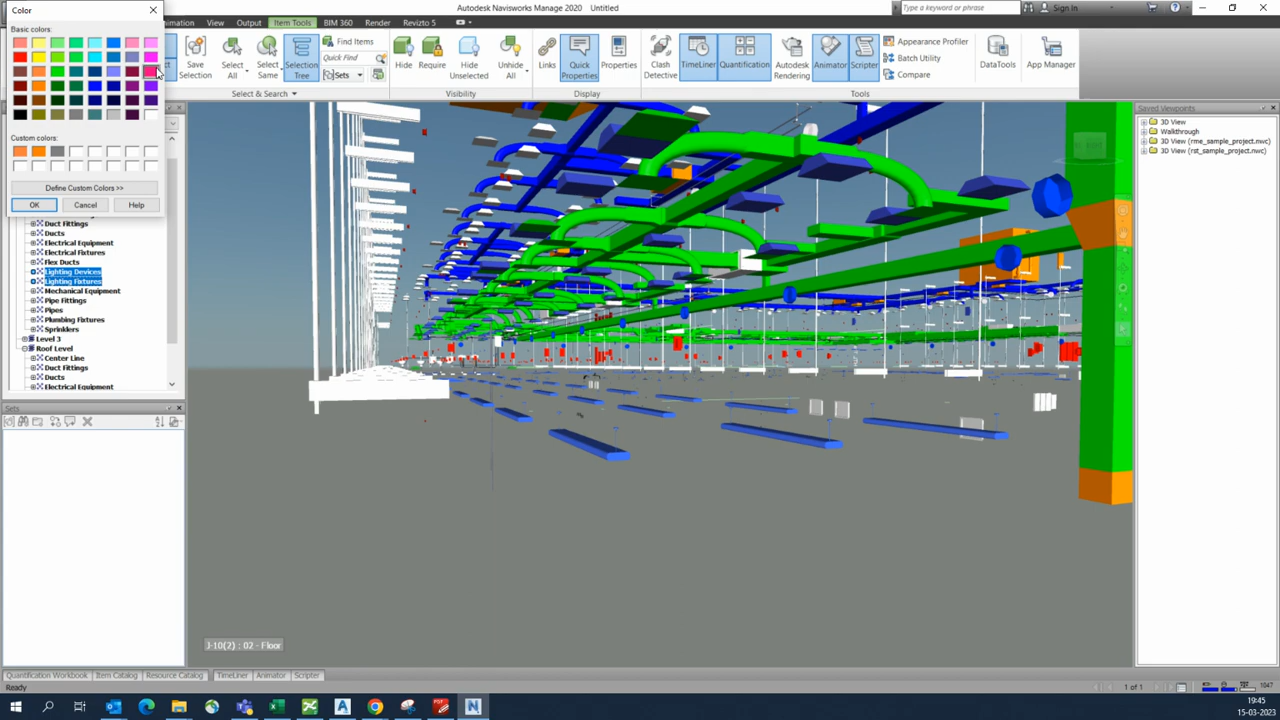 Color
Autodesk Navisworks Manage 2020 Untitled
Type a keyword or phrase
Sign In
Animation View Output Item Tools BIM 360 Render Revizto 5
Basic colors:
Custom colors:
Define Custom Colors >>
OK Cancel Help
Save Selection
Select All
Select Same
Selection Tree
Find Items
Quick Find
Sets
Select & Search
Hide
Require
Hide Unselected
Unhide All
Visibility
Links
Quick Properties
Properties
Display
Clash Detective
TimeLiner
Quantification
Autodesk Rendering
Animator
Scripter
Appearance Profiler
Batch Utility
Compare
Tools
DataTools
App Manager
Duct Fittings
Ducts
Electrical Equipment
Electrical Fixtures
Flex Ducts
Lighting Devices
Lighting Fixtures
Mechanical Equipment
Pipe Fittings
Pipes
Plumbing Fixtures
Sprinklers
Level 3
Roof Level
Center Line
Duct Fittings
Ducts
Electrical Equipment
Sets
Saved Viewpoints
3D View
Walkthrough
3D View (rme_sample_project.nwc)
3D View (rst_sample_project.nwc)
J-10(2) : 02 - Floor
Quantification Workbook Item Catalog Resource Catalog TimeLiner Animator Scripter
Ready
1 of 1
1047
19:45
15-03-2023